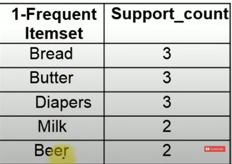 1-Frequent Support_count
Itemset
Bread 3
Butter 3
Diapers 3
Milk 2
Beer 2